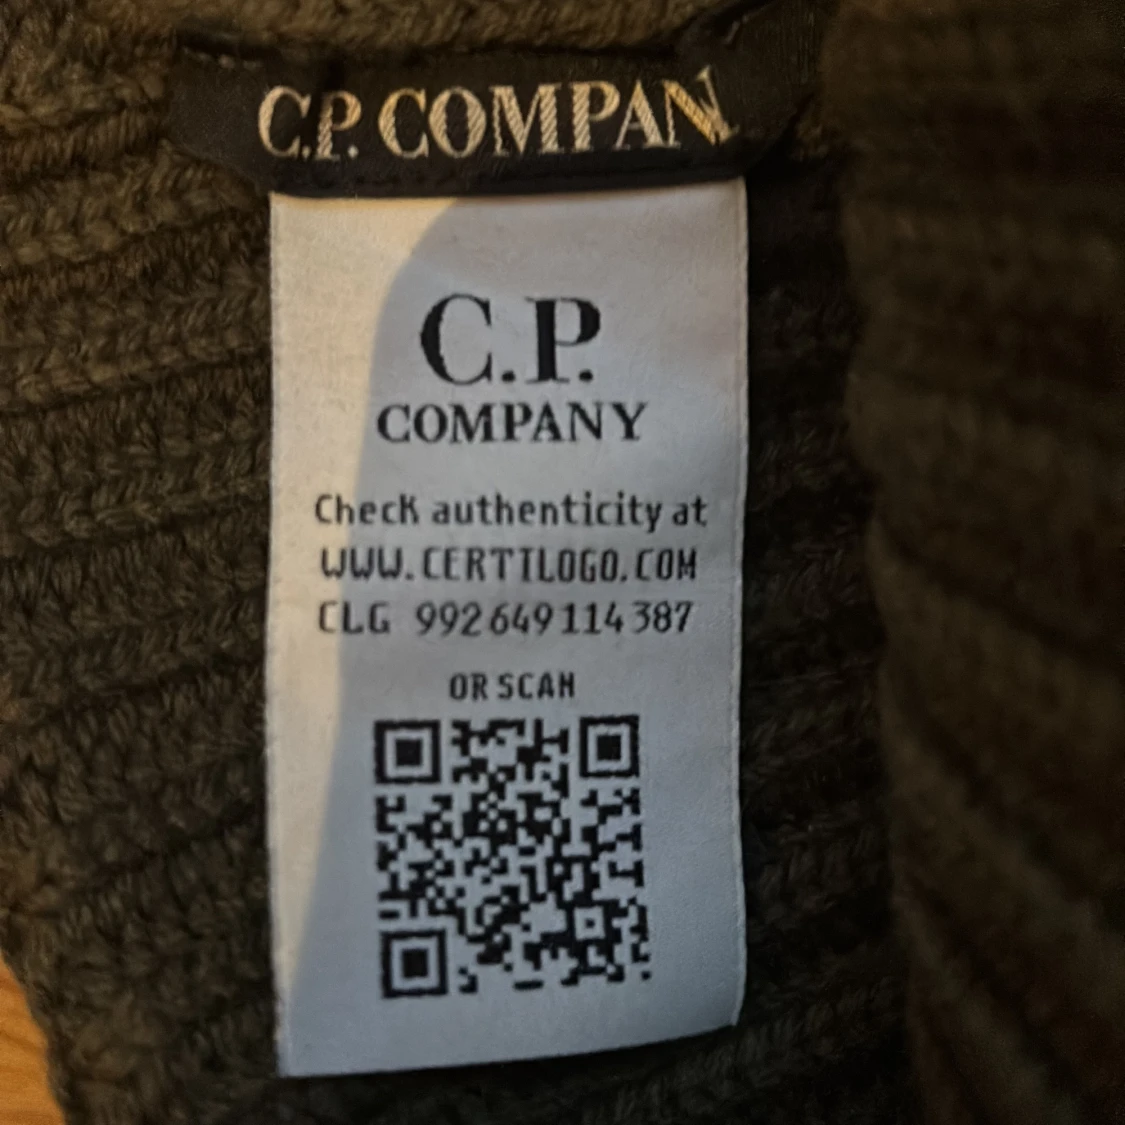 C.P. COMPAN
C.P.
COMPANY
Check authenticity at
WWW.CERTILOGO.COM
CLG 992649114387
OR SCAN